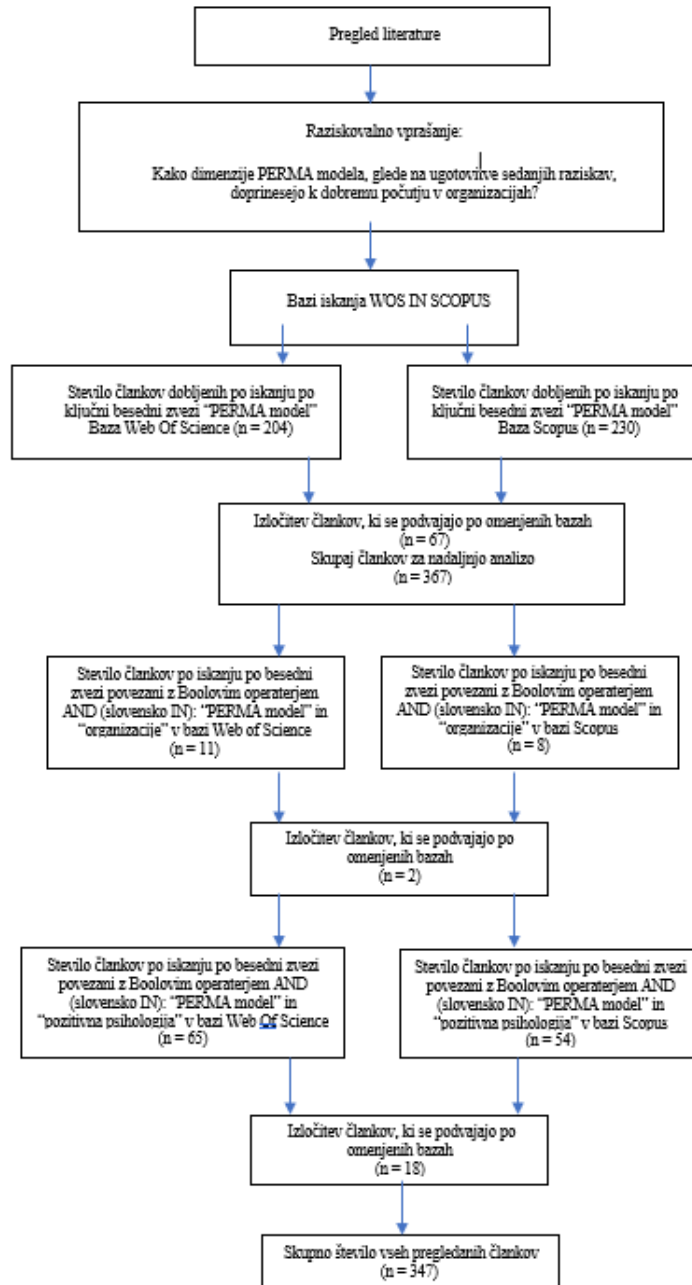 Pregled literature
Raziskovalno vprašanje:
Kako dimenzije PERMA modela, glede na ugotovitve sedanjih raziskav,
doprinesejo k dobremu počutju v organizacijah?
Bazi iskanja WOS IN SCOPUS
Stevilo člankov dobljenih po iskanju po
ključni besedni zvezi “PERMA model”
Baza Web Of Science (n = 204)
Stevilo člankov dobljenih po iskanju po
ključni besedni zvezi “PERMA model”
Baza Scopus (n = 230)
Izločitev člankov, ki se podvajajo po omenjenih bazah
(n = 67)
Skupaj člankov za nadaljnjo analizo
(n = 367)
Stevilo člankov po iskanju po besedni
zvezi povezani z Boolovim operaterjem
AND (slovensko IN): “PERMA model” in
“organizacije” v bazi Web of Science
(n = 11)
Stevilo člankov po iskanju po besedni
zvezi povezani z Boolovim operaterjem
AND (slovensko IN): “PERMA model” in
“organizacije” v bazi Scopus
(n = 8)
Izločitev člankov, ki se podvajajo po
omenjenih bazah
(n = 2)
Stevilo člankov po iskanju po besedni zvezi
povezani z Boolovim operaterjem AND
(slovensko IN): “PERMA model” in
“pozitivna psihologija” v bazi Web Of Science
(n = 65)
Stevilo člankov po iskanju po besedni zvezi
povezani z Boolovim operaterjem AND
(slovensko IN): “PERMA model” in
“pozitivna psihologija” v bazi Scopus
(n = 54)
Izločitev člankov, ki se podvajajo po
omenjenih bazah
(n = 18)
Skupno število vseh pregledanih člankov
(n = 347)